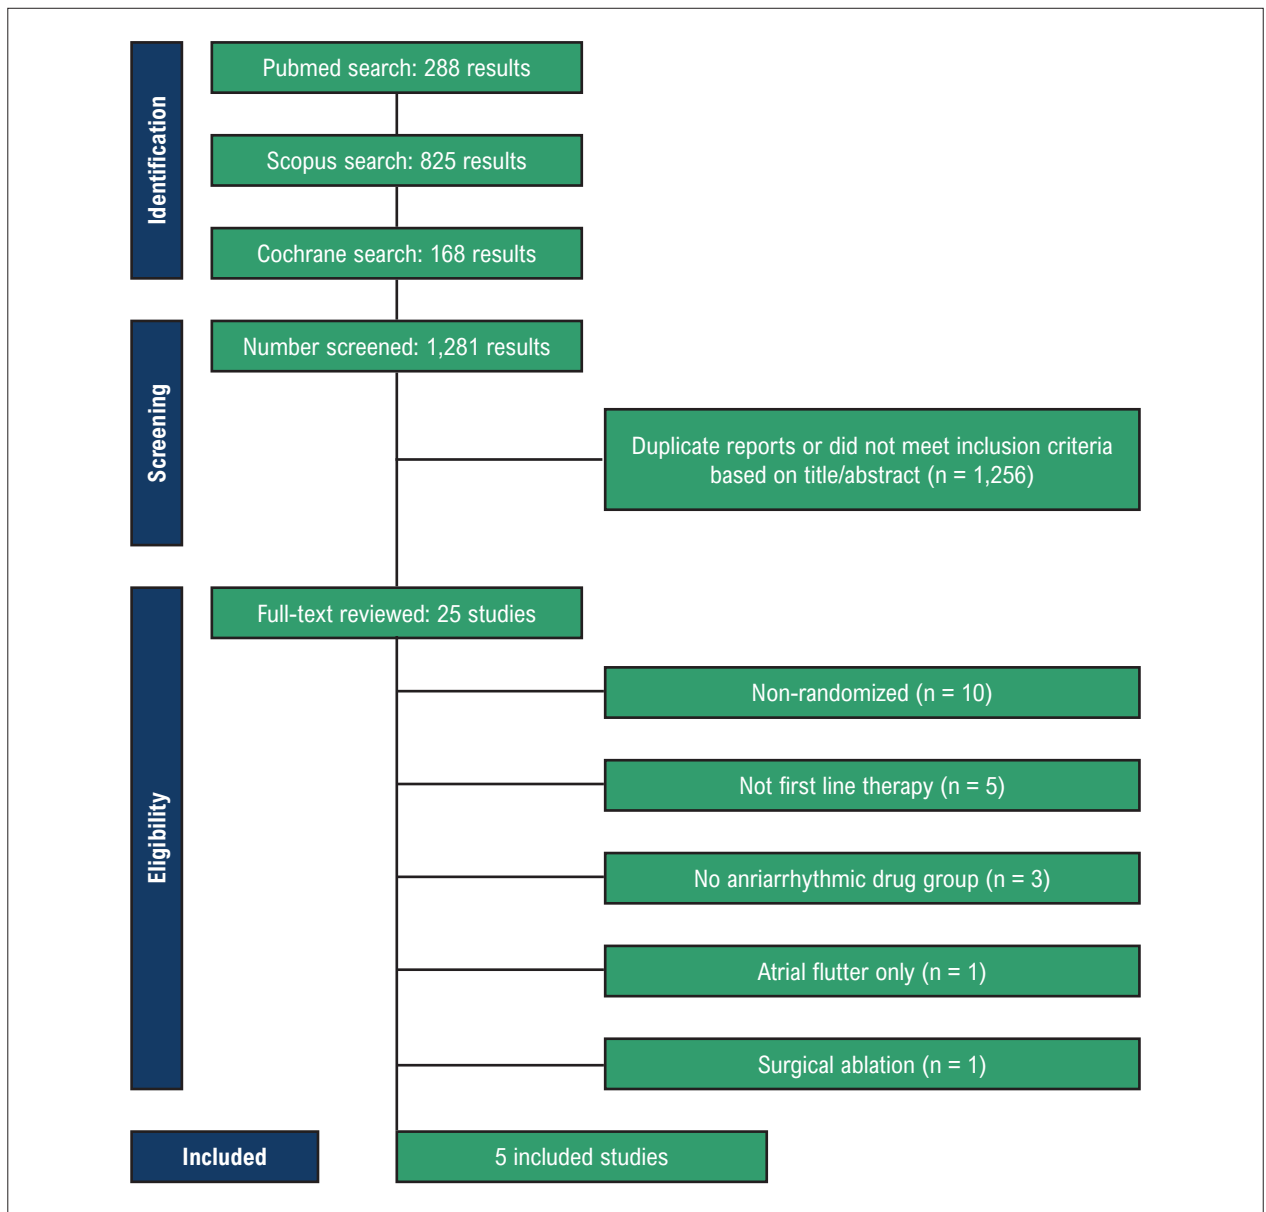 Identification
Pubmed search: 288 results
Scopus search: 825 results
Cochrane search: 168 results
Screening
Number screened: 1,281 results
Duplicate reports or did not meet inclusion criteria
based on title/abstract (n = 1,256)
Eligibility
Full-text reviewed: 25 studies
Non-randomized (n = 10)
Not first line therapy (n = 5)
No anriarrhythmic drug group (n = 3)
Atrial flutter only (n = 1)
Surgical ablation (n = 1)
Included
5 included studies